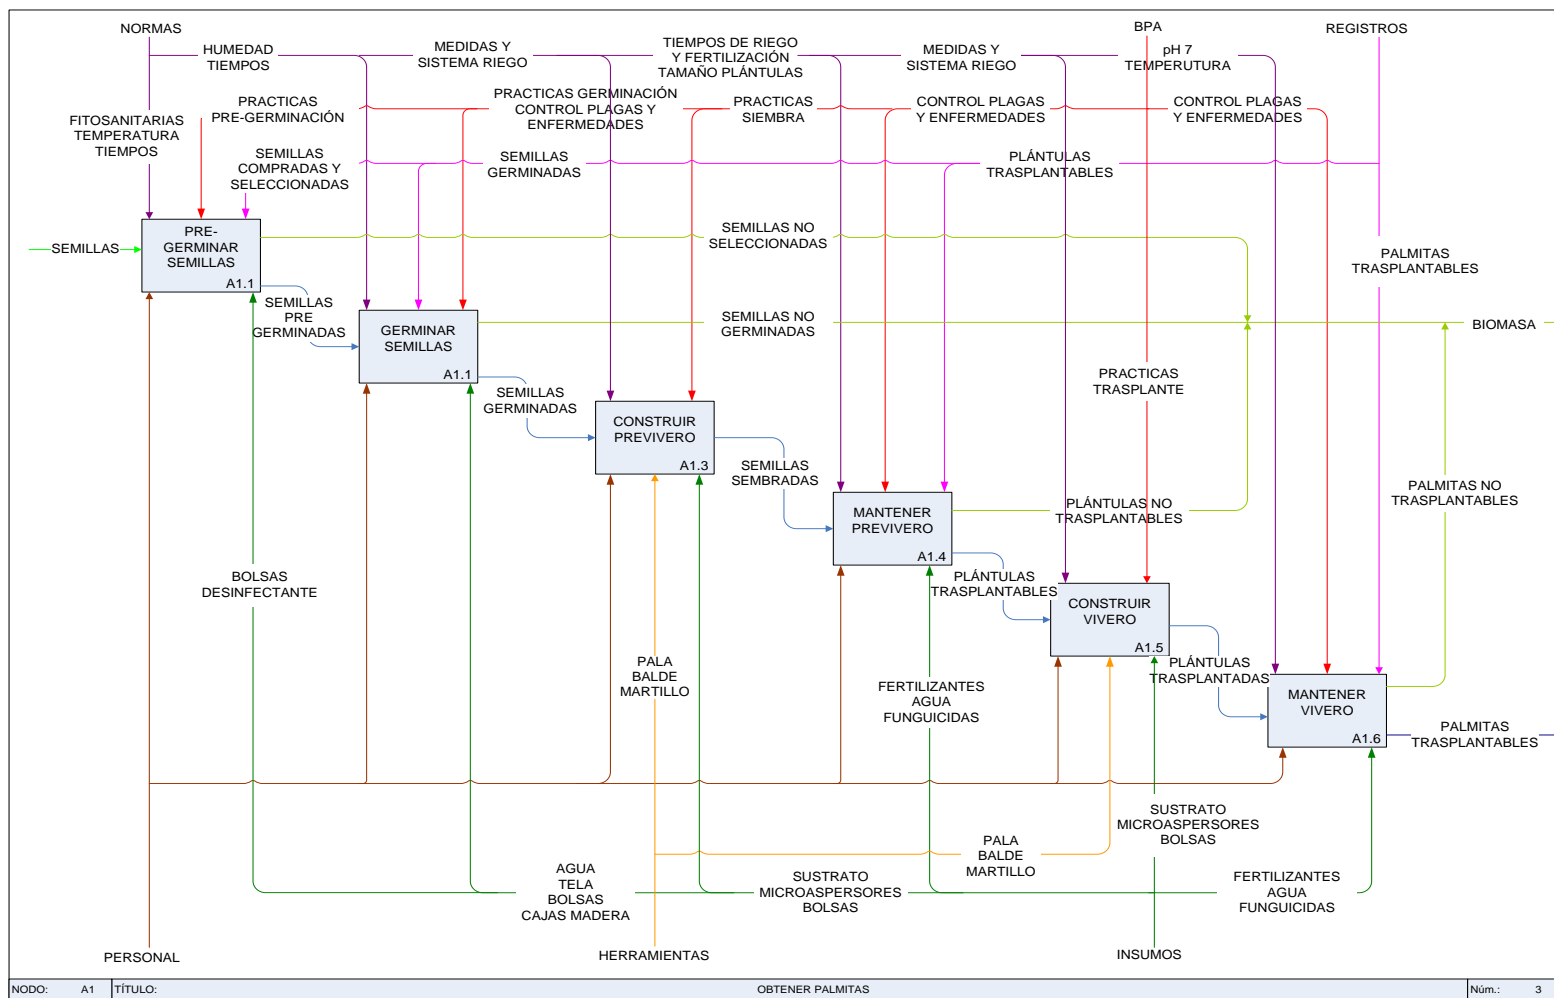 NORMAS
BPA
REGISTROS
HUMEDAD
TIEMPOS
MEDIDAS Y
SISTEMA RIEGO
TIEMPOS DE RIEGO
Y FERTILIZACIÓN
TAMAÑO PLÁNTULAS
MEDIDAS Y
SISTEMA RIEGO
pH 7
TEMPERUTURA
FITOSANITARIAS
TEMPERATURA
TIEMPOS
PRACTICAS
PRE-GERMINACIÓN
PRACTICAS GERMINACIÓN
CONTROL PLAGAS Y
ENFERMEDADES
PRACTICAS
SIEMBRA
CONTROL PLAGAS
Y ENFERMEDADES
CONTROL PLAGAS
Y ENFERMEDADES
SEMILLAS
COMPRADAS Y
SELECCIONADAS
SEMILLAS
GERMINADAS
PLÁNTULAS
TRASPLANTABLES
SEMILLAS
PRE-
GERMINAR
SEMILLAS
A1.1
SEMILLAS NO
SELECCIONADAS
PALMITAS
TRASPLANTABLES
SEMILLAS
PRE
GERMINADAS
GERMINAR
SEMILLAS
A1.1
SEMILLAS NO
GERMINADAS
BIOMASA
SEMILLAS
GERMINADAS
PRACTICAS
TRASPLANTE
CONSTRUIR
PREVIVERO
A1.3
SEMILLAS
SEMBRADAS
PALMITAS NO
TRASPLANTABLES
PLÁNTULAS NO
TRASPLANTABLES
MANTENER
PREVIVERO
A1.4
BOLSAS
DESINFECTANTE
PLÁNTULAS
TRASPLANTABLES
CONSTRUIR
VIVERO
A1.5
PALA
BALDE
MARTILLO
FERTILIZANTES
AGUA
FUNGUICIDAS
PLÁNTULAS
TRASPLANTADAS
MANTENER
VIVERO
A1.6
PALMITAS
TRASPLANTABLES
SUSTRATO
MICROASPERSORES
BOLSAS
PALA
BALDE
MARTILLO
AGUA
TELA
BOLSAS
CAJAS MADERA
SUSTRATO
MICROASPERSORES
BOLSAS
FERTILIZANTES
AGUA
FUNGUICIDAS
PERSONAL
HERRAMIENTAS
INSUMOS
NODO: A1 TÍTULO: OBTENER PALMITAS Núm.: 3